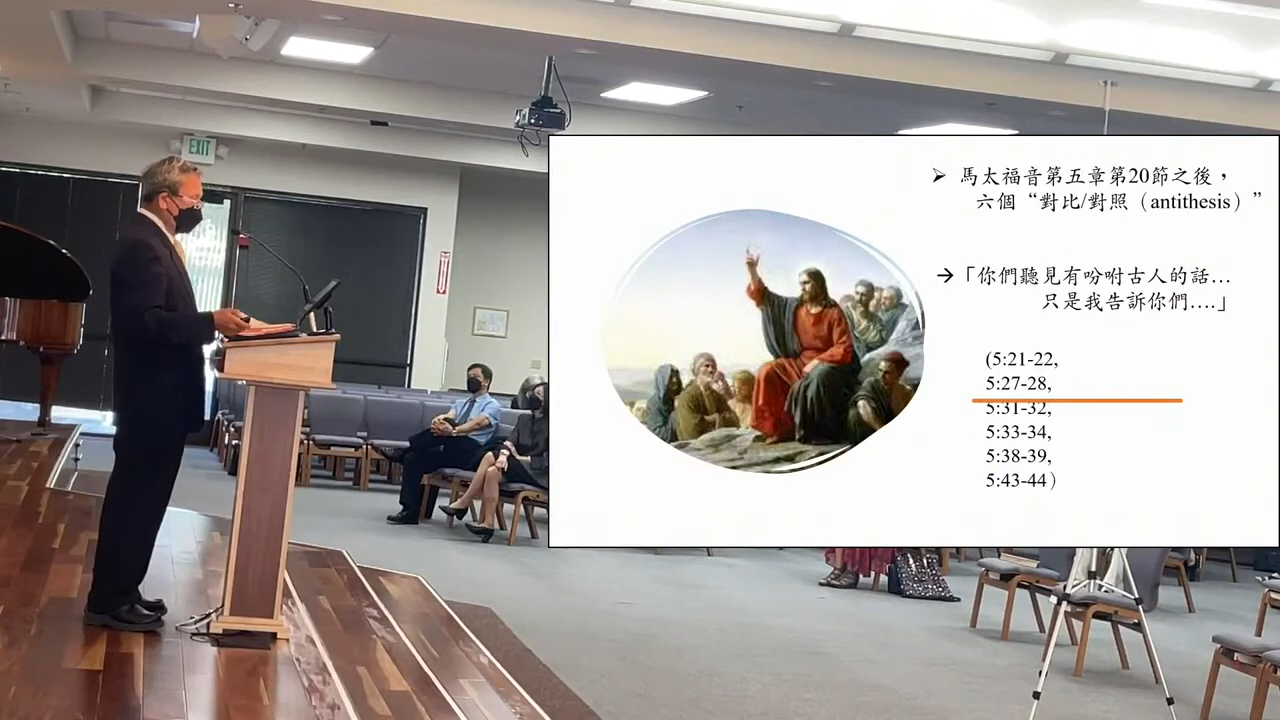 EXIT
➢ 馬太福音第五章第20節之後，
六個“對比/對照（antithesis）”
→「你們聽見有吩咐古人的話…
只是我告訴你們….」
(5:21-22,
5:27-28,
5:31-32,
5:33-34,
5:38-39,
5:43-44）